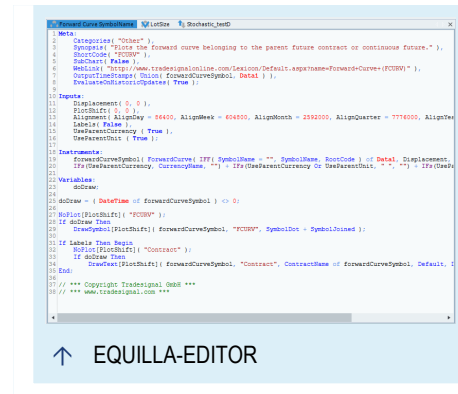 Forward Curve SymbolName LotSize Stochastic_testD
1 Meta:
2 Categories( "Other" ),
3 Synopsis( "Plots the forward curve belonging to the parent future contract or continuous future." ),
4 ShortCode( "FCURV" ),
5 SubChart( False ),
6 WebLink( "http://www.tradesignalonline.com/Lexicon/Default.aspx?name=Forward+Curve+(FCURV)" ),
7 OutputTimeStamps( Union( forwardCurveSymbol, Data1 ) ),
8 EvaluateOnHistoricUpdates( True );
9
10 Inputs:
11 Displacement( 0, 0 ),
12 PlotShift( 0, 0 ),
13 Alignment( AlignDay = 86400, AlignWeek = 604800, AlignMonth = 2592000, AlignQuarter = 7776000, AlignYea
14 Labels( False ),
15 UseParentCurrency ( True ),
16 UseParentUnit ( True );
17
18 Instruments:
19 forwardCurveSymbol( ForwardCurve( IFF( SymbolName = "", SymbolName, RootCode ) of Data1, Displacement,
20 IFs(UseParentCurrency, CurrencyName, "") + IFs(UseParentCurrency Or UseParentUnit, " ", "") + IFs(UsePa
21
22 Variables:
23 doDraw;
24
25 doDraw = ( DateTime of forwardCurveSymbol ) <> 0;
26
27 NoPlot[PlotShift]( "FCURV" );
28 If doDraw Then
29 DrawSymbol[PlotShift]( forwardCurveSymbol, "FCURV", SymbolDot + SymbolJoined );
30
31 If Labels Then Begin
32 NoPlot[PlotShift]( "Contract" );
33 If doDraw Then
34 DrawText[PlotShift]( forwardCurveSymbol, "Contract", ContractName of forwardCurveSymbol, Default, D
35 End;
36
37 // *** Copyright Tradesignal GmbH ***
38 // *** www.tradesignal.com ***
EQUILLA-EDITOR